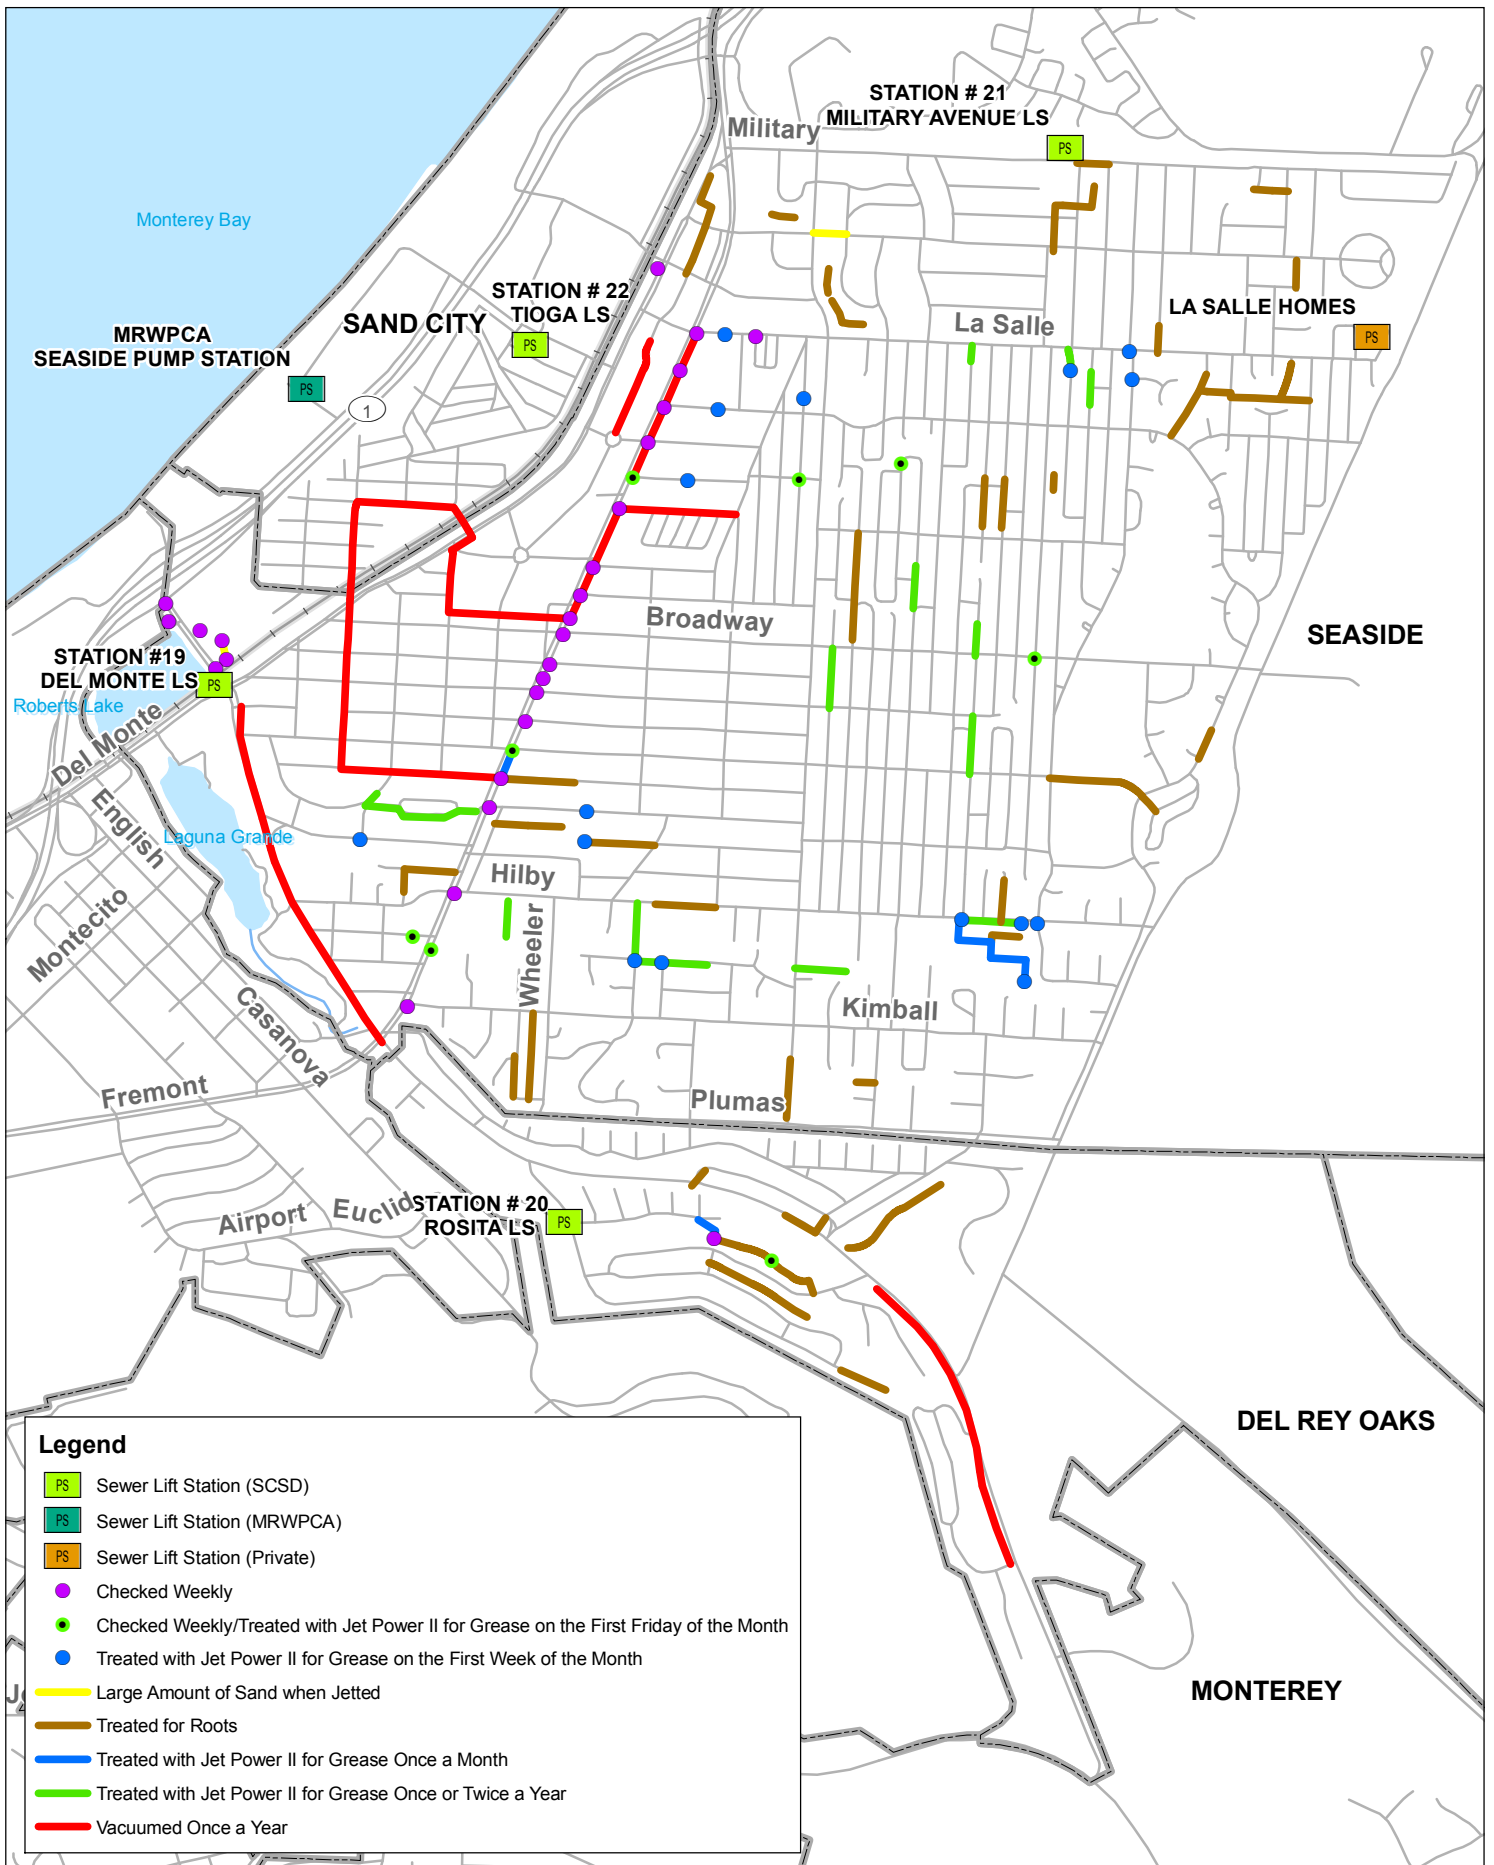 STATION # 21
MILITARY AVENUE LS
PS
Military
Monterey Bay
STATION # 22
TIOGA LS
PS
SAND CITY
LA SALLE HOMES
PS
La Salle
MRWPCA
SEASIDE PUMP STATION
PS
1
Broadway
SEASIDE
STATION #19
DEL MONTE LS
PS
Roberts Lake
Del Monte
English
Laguna Grande
Montecito
Hilby
Wheeler
Casanova
Kimball
Fremont
Plumas
Airport
Euclid
STATION # 20
ROSITA LS
PS
DEL REY OAKS
MONTEREY
Legend
PS Sewer Lift Station (SCSD)
PS Sewer Lift Station (MRWPCA)
PS Sewer Lift Station (Private)
Checked Weekly
Checked Weekly/Treated with Jet Power II for Grease on the First Friday of the Month
Treated with Jet Power II for Grease on the First Week of the Month
Large Amount of Sand when Jetted
Treated for Roots
Treated with Jet Power II for Grease Once a Month
Treated with Jet Power II for Grease Once or Twice a Year
Vacuumed Once a Year